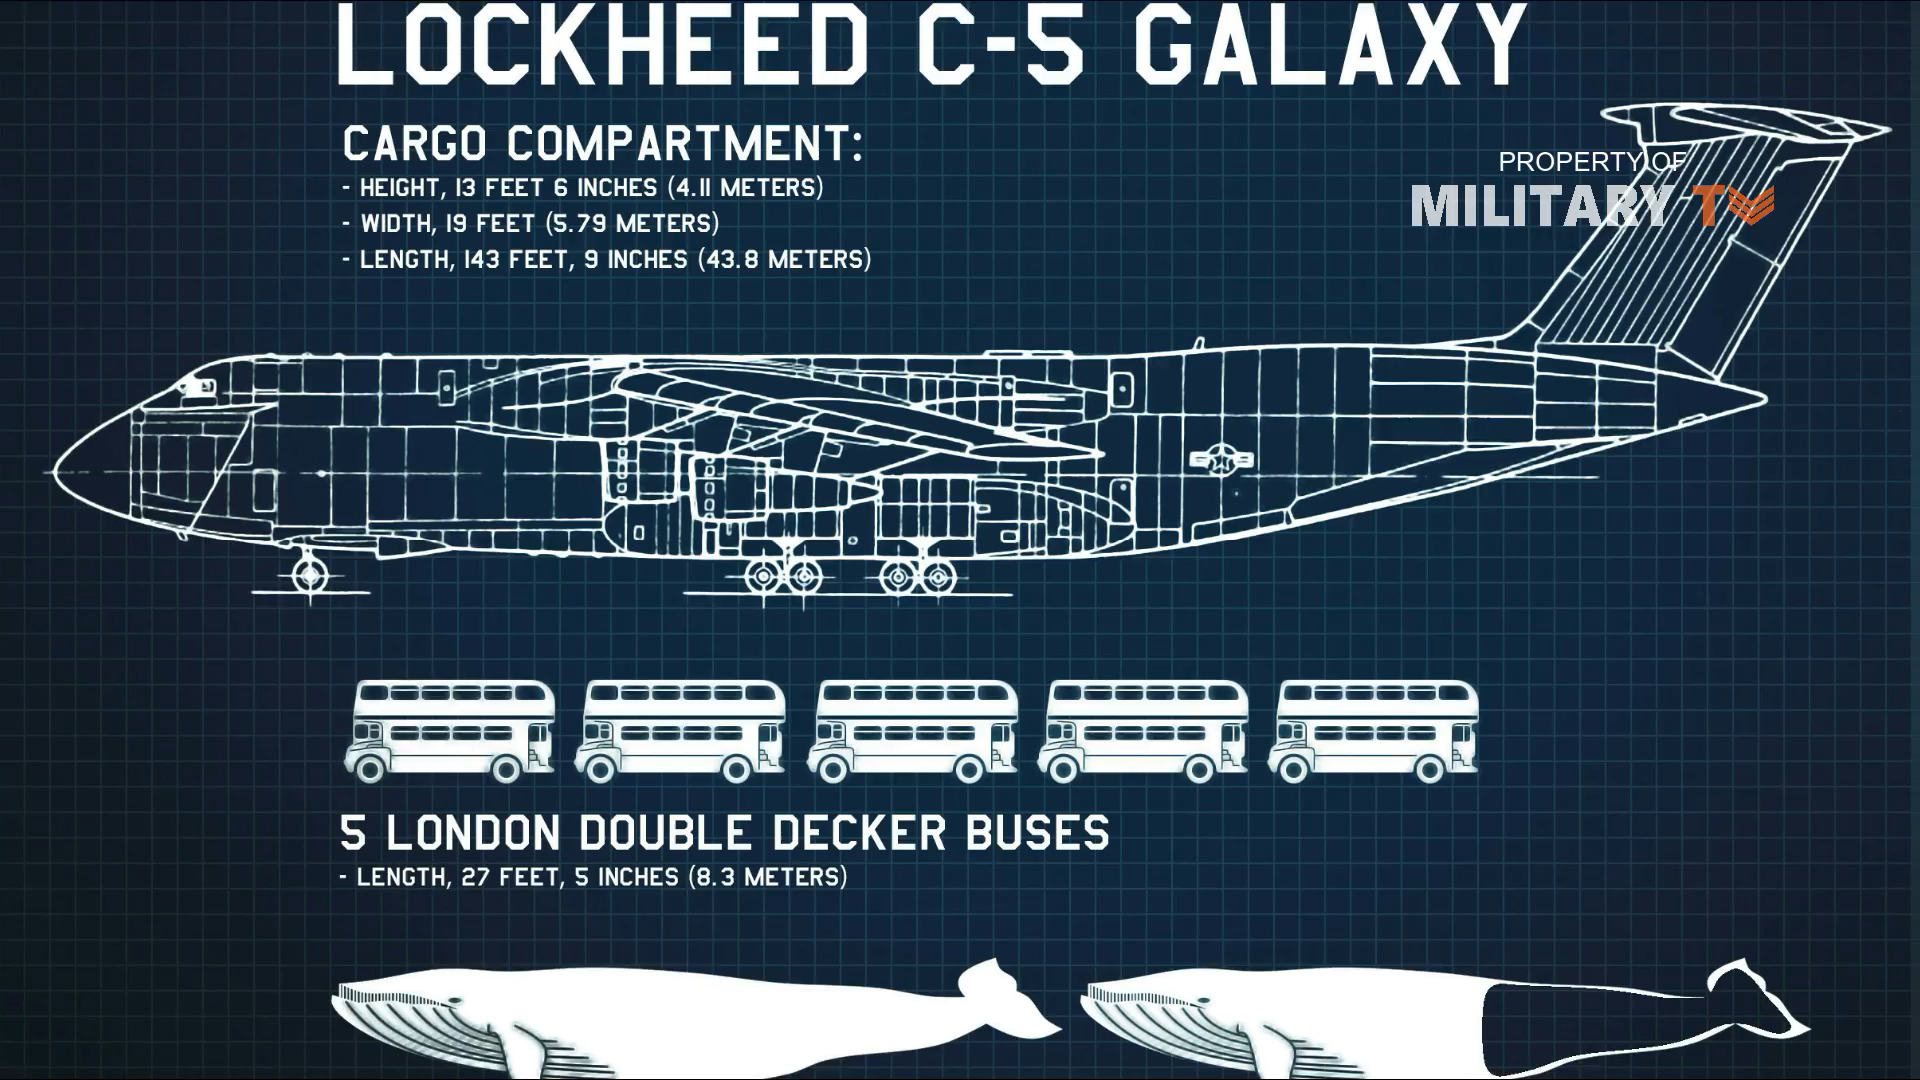 LOCKHEED C-5 GALAXY
CARGO COMPARTMENT:
- HEIGHT, 13 FEET 6 INCHES (4.11 METERS)
- WIDTH, 19 FEET (5.79 METERS)
- LENGTH, 143 FEET, 9 INCHES (43.8 METERS)
PROPERTY OF
MILITARY TV
5 LONDON DOUBLE DECKER BUSES
- LENGTH, 27 FEET, 5 INCHES (8.3 METERS)